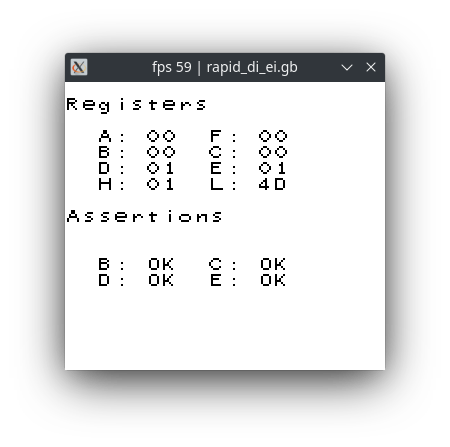 fps 59 | rapid_di_ei.gb
Registers
A: 00 F: 00
B: 00 C: 00
D: 01 E: 01
H: 01 L: 4D
Assertions
B: OK C: OK
D: OK E: OK